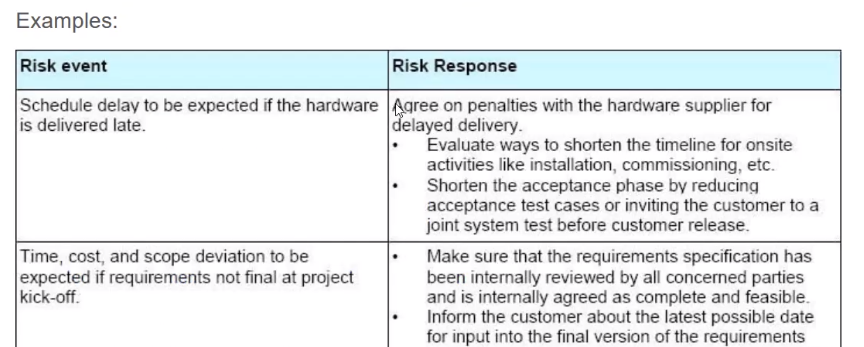 Examples:
Risk event
Risk Response
Schedule delay to be expected if the hardware
is delivered late.
Agree on penalties with the hardware supplier for
delayed delivery.
• Evaluate ways to shorten the timeline for onsite
activities like installation, commissioning, etc.
• Shorten the acceptance phase by reducing
acceptance test cases or inviting the customer to a
joint system test before customer release.
Time, cost, and scope deviation to be
expected if requirements not final at project
kick-off.
• Make sure that the requirements specification has
been internally reviewed by all concerned parties
and is internally agreed as complete and feasible.
• Inform the customer about the latest possible date
for input into the final version of the requirements